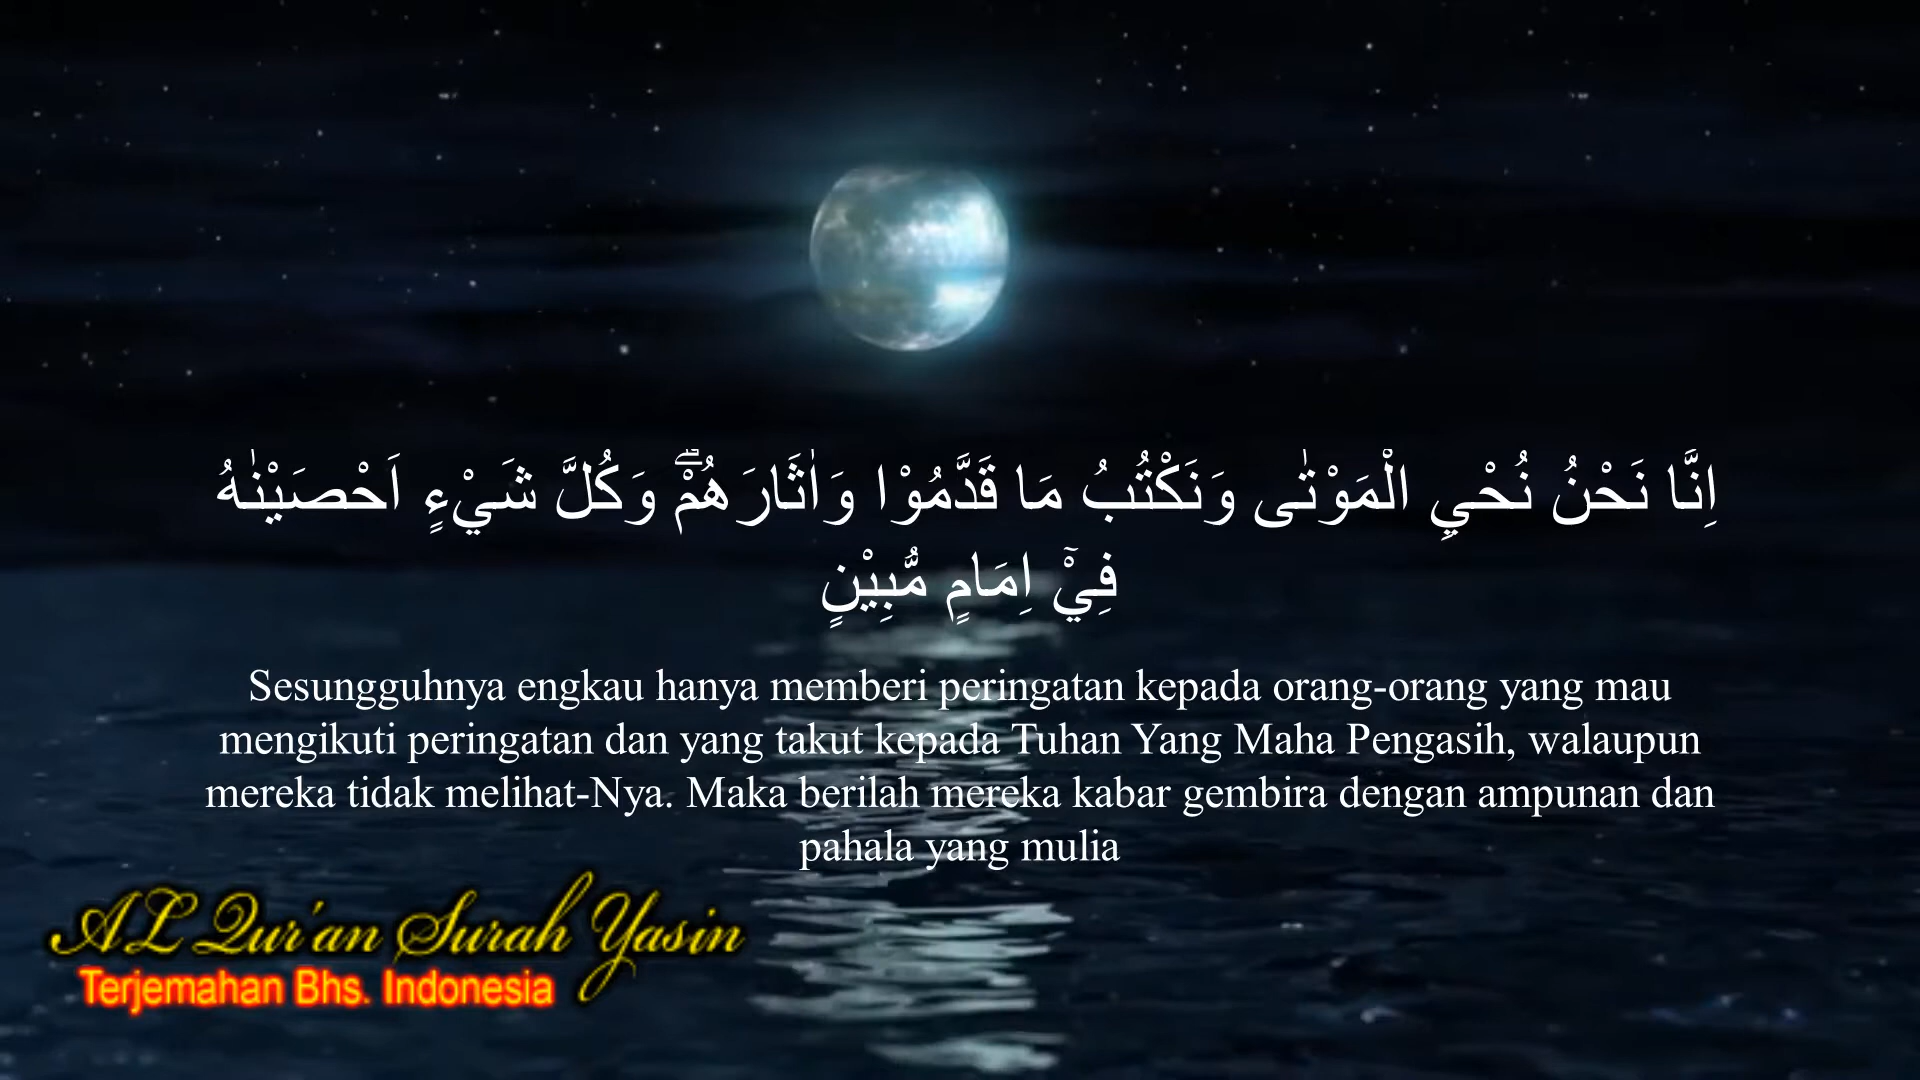 اِنَّا نَحْنُ نُحْيِ الْمَوْتٰى وَنَكْتُبُ مَا قَدَّمُوْا وَاٰثَارَهُمْۗ وَكُلَّ شَيْءٍ اَحْصَيْنٰهُ
فِيْٓ اِمَامٍ مُّبِيْنٍ
Sesungguhnya engkau hanya memberi peringatan kepada orang-orang yang mau
mengikuti peringatan dan yang takut kepada Tuhan Yang Maha Pengasih, walaupun
mereka tidak melihat-Nya. Maka berilah mereka kabar gembira dengan ampunan dan
pahala yang mulia
AL Qur'an Surah Yasin
Terjemahan Bhs. Indonesia